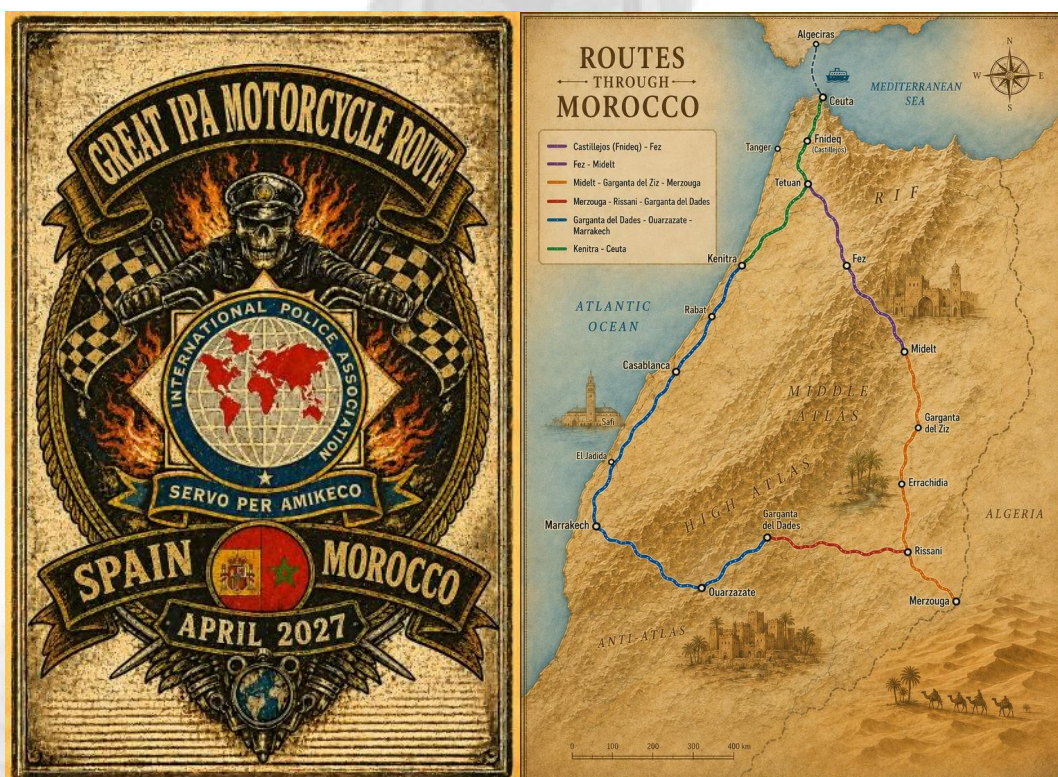 GREAT IPA MOTORCYCLE ROUTE
INTERNATIONAL POLICE ASSOCIATION
SERVO PER AMIKECO
SPAIN MOROCCO
APRIL 2027
ROUTES
THROUGH
MOROCCO
Castillejos (Fnideq) - Fez
Fez - Midelt
Midelt - Garganta del Ziz - Merzouga
Merzouga - Rissani - Garganta del Dades
Garganta del Dades - Ouarzazate -
Marrakech
Kenitra - Ceuta
Algeciras
N
W E
S
MEDITERRANEAN
SEA
Ceuta
Fnideq
(Castillejos)
Tanger
Tetuan
RIF
Kenitra
Fez
ATLANTIC
OCEAN
Rabat
Midelt
Casablanca
MIDDLE
ATLAS
Safi
Garganta
del Ziz
El Jadida
HIGH ATLAS
Errachidia
ALGERIA
Marrakech
Garganta
del Dades
Rissani
Ouarzazate
Merzouga
ANTI-ATLAS
0 100 200 400 km